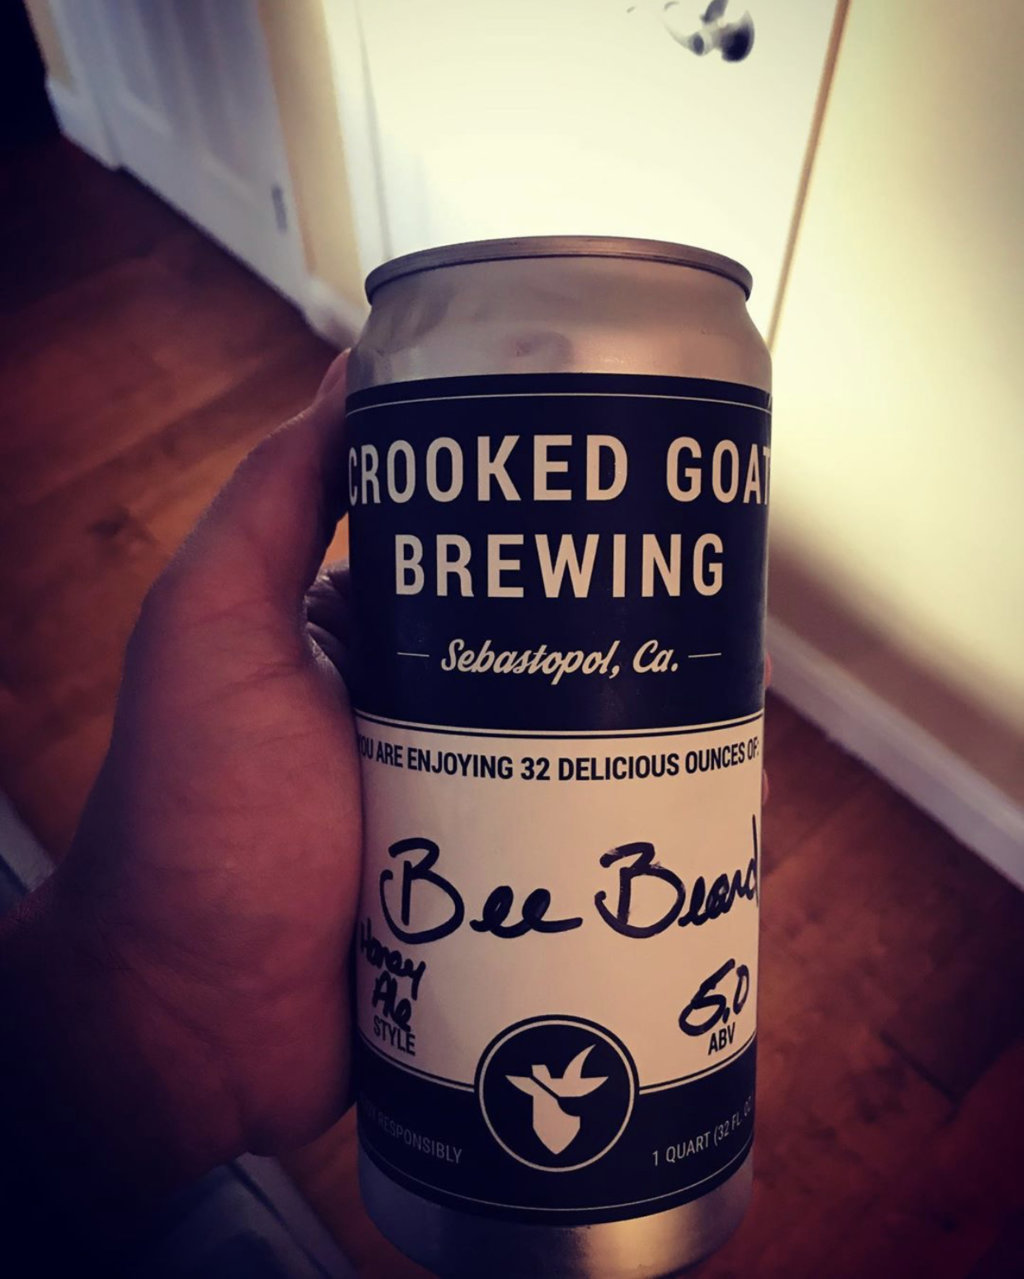 CROOKED GOAT
BREWING
Sebastopol, Ca.
YOU ARE ENJOYING 32 DELICIOUS OUNCES OF:
Bee Beard
Honey
Ale
STYLE
5.0
ABV
RESPONSIBLY
1 QUART (32 FL. OZ